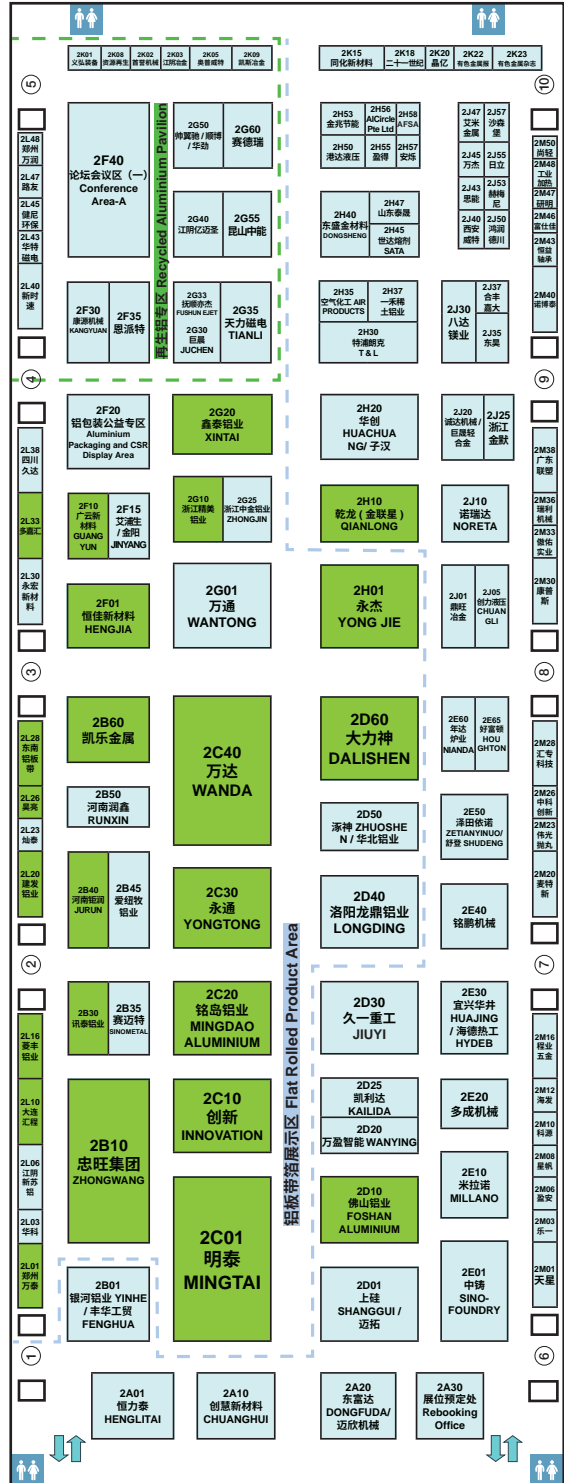 2K01
义弘装备
2K08
资源再生
2K02
首誉机械
2K03
江阴冶金
2K05
奥普威特
2K09
凯斯冶金
2K15
同化新材料
2K18
二十一世纪
2K20
晶亿
2K22
有色金属报
2K23
有色金属杂志
⑤
⑩
2L48
郑州
万润
2L47
路友
2L45
健尼
环保
2L43
华特
磁电
2L40
新时
速
2F40
论坛会议区（一）
Conference
Area-A
2G50
帅翼驰 / 顺博
/ 华劲
2G60
赛德瑞
2G40
江阴亿迈圣
2G55
昆山中能
2F30
康源机械
KANGYUAN
2F35
恩派特
2G33
抚顺亦杰
FUSHUN EJET
2G30
巨晨
JUCHEN
2G35
天力磁电
TIANLI
再生铝专区 Recycled Aluminium Pavilion
2H53
金兆节能
2H56
AlCircle
Pte Ltd
2H58
AFSA
2H50
港达液压
2H55
盈得
2H57
安烁
2H40
东盛金材料
DONGSHENG
2H47
山东泰晟
2H45
世达熔剂
SATA
2H35
空气化工 AIR
PRODUCTS
2H37
一禾稀
土铝业
2H30
特浦朗克
T & L
2J47
艾米
金属
2J57
沙森
堡
2J45
万杰
2J55
日立
2J43
思能
2J53
赫梅
尼
2J40
西安
威特
2J50
鸿润
德川
2J30
八达
镁业
2J37
合丰
嘉大
2J35
东昊
2M50
尚轻
2M48
工业
加热
2M47
研明
2M46
富仕佳
2M43
恒益
轴承
2M40
诺博泰
④
⑨
2L38
四川
久达
2L33
多鑫汇
2L30
永宏
新材
料
2F20
铝包装公益专区
Aluminium
Packaging and CSR
Display Area
2G20
鑫泰铝业
XINTAI
2F10
广云新
材料
GUANG
YUN
2F15
艾浦生
/ 金阳
JINYANG
2G10
浙江精美
铝业
2G25
浙江中金铝业
ZHONGJIN
2F01
恒佳新材料
HENGJIA
2G01
万通
WANTONG
2H20
华创
HUACHUA
NG/ 子汉
2J20
诚达机械 /
巨晟轻
合金
2J25
浙江
金默
2H10
乾龙 ( 金联星 )
QIANLONG
2J10
诺瑞达
NORETA
2H01
永杰
YONG JIE
2J01
鼎旺
冶金
2J05
创力液压
CHUAN
GLI
2M38
广东
联塑
2M36
瑞利
机械
2M33
傲佑
实业
2M30
康普
斯
③
⑧
2L28
东南
铝板
带
2L26
昊亮
2L23
灿泰
2L20
建发
铝业
2B60
凯乐金属
2C40
万达
WANDA
2B50
河南润鑫
RUNXIN
2B40
河南钜润
JURUN
2B45
爱纽牧
铝业
2C30
永通
YONGTONG
2D60
大力神
DALISHEN
2E60
年达
炉业
NIANDA
2E65
好富顿
HOU
GHTON
2D50
涿神 ZHUOSHE
N / 华北铝业
2E50
泽田依诺
ZETIANYINUO/
舒登 SHUDENG
2D40
洛阳龙鼎铝业
LONGDING
2E40
铭鹏机械
2M28
汇专
科技
2M26
中科
创新
2M23
伟光
抛丸
2M20
麦特
新
②
⑦
2L16
菱丰
铝业
2L10
大连
汇程
2L06
江阴
新苏
铝
2L03
华科
2L01
郑州
万泰
2B30
讯泰铝业
2B35
赛迈特
SINOMETAL
2C20
铭岛铝业
MINGDAO
ALUMINIUM
2B10
忠旺集团
ZHONGWANG
2C10
创新
INNOVATION
2C01
明泰
MINGTAI
2B01
银河铝业 YINHE
/ 丰华工贸
FENGHUA
铝板带箔展示区 Flat Rolled Product Area
2D30
久一重工
JIUYI
2E30
宜兴华井
HUAJING
/ 海德热工
HYDEB
2D25
凯利达
KAILIDA
2D20
万盈智能 WANYING
2E20
多成机械
2D10
佛山铝业
FOSHAN
ALUMINIUM
2E10
米拉诺
MILLANO
2D01
上硅
SHANGGUI /
迈拓
2E01
中铸
SINO-
FOUNDRY
2M16
程业
五金
2M12
海发
2M10
科源
2M08
星帆
2M06
盈安
2M03
乐一
2M01
天星
①
⑥
2A01
恒力泰
HENGLITAI
2A10
创慧新材料
CHUANGHUI
2A20
东富达
DONGFUDA/
迈欣机械
2A30
展位预定处
Rebooking
Office